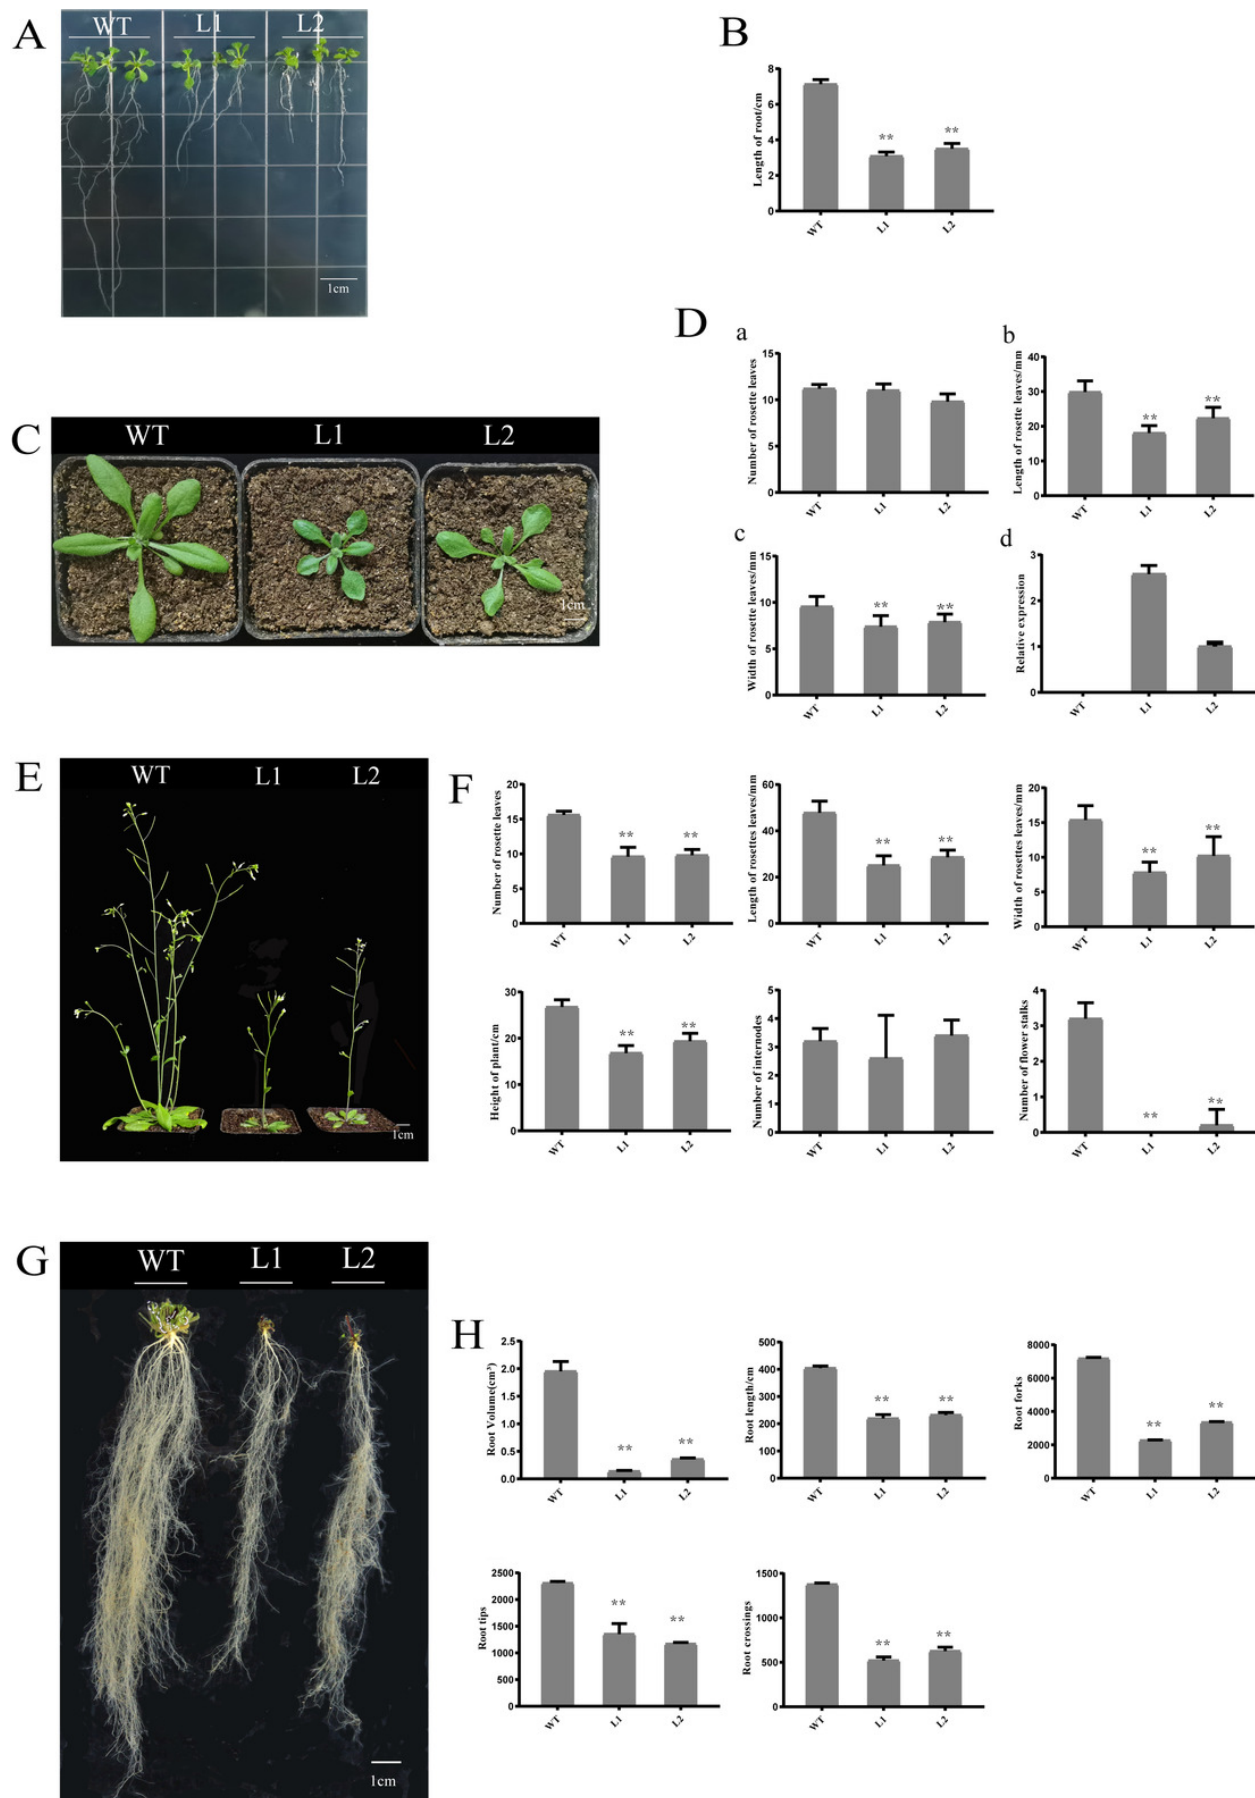 A
WT L1 L2
1cm
B
Length of root/cm
8
6
4
2
0
** **
WT L1 L2
C
WT L1 L2
1cm
D
a
Number of rosette leaves
15
10
5
0
WT L1 L2
b
Length of rosette leaves/mm
40
30
20
10
0
** **
WT L1 L2
c
Width of rosette leaves/mm
15
10
5
0
** **
WT L1 L2
d
Relative expression
3
2
1
0
WT L1 L2
E
WT L1 L2
1cm
F
Number of rosette leaves
20
15
10
5
0
** **
WT L1 L2
Length of rosettes leaves/mm
60
40
20
0
** **
WT L1 L2
Width of rosettes leaves/mm
20
15
10
5
0
** **
WT L1 L2
Height of plant/cm
30
20
10
0
** **
WT L1 L2
Number of internodes
5
4
3
2
1
0
WT L1 L2
Number of flower stalks
4
3
2
1
0
** **
WT L1 L2
G
WT L1 L2
1cm
H
Root Volume(cm³)
2.5
2.0
1.5
1.0
0.5
0.0
** **
WT L1 L2
Root length/cm
500
400
300
200
100
0
** **
WT L1 L2
Root forks
8000
6000
4000
2000
0
** **
WT L1 L2
Root tips
2500
2000
1500
1000
500
0
** **
WT L1 L2
Root crossings
1500
1000
500
0
** **
WT L1 L2